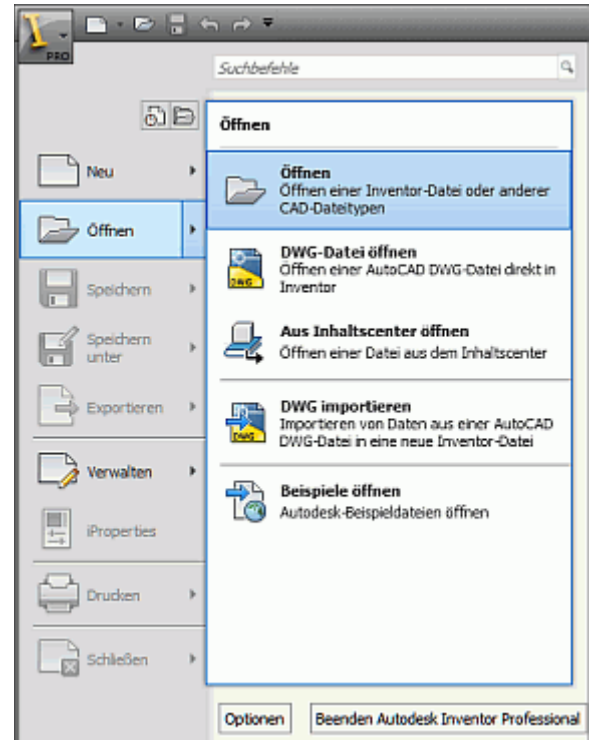 PRO
Suchbefehle
Öffnen
Neu
Öffnen
Speichern
Speichern
unter
Exportieren
Verwalten
iProperties
Drucken
Schließen
Öffnen
Öffnen einer Inventor-Datei oder anderer
CAD-Dateitypen
DWG-Datei öffnen
Öffnen einer AutoCAD DWG-Datei direkt in
Inventor
Aus Inhaltscenter öffnen
Öffnen einer Datei aus dem Inhaltscenter
DWG importieren
Importieren von Daten aus einer AutoCAD
DWG-Datei in eine neue Inventor-Datei
Beispiele öffnen
Autodesk-Beispieldateien öffnen
DWG
DWG
Optionen
Beenden Autodesk Inventor Professional